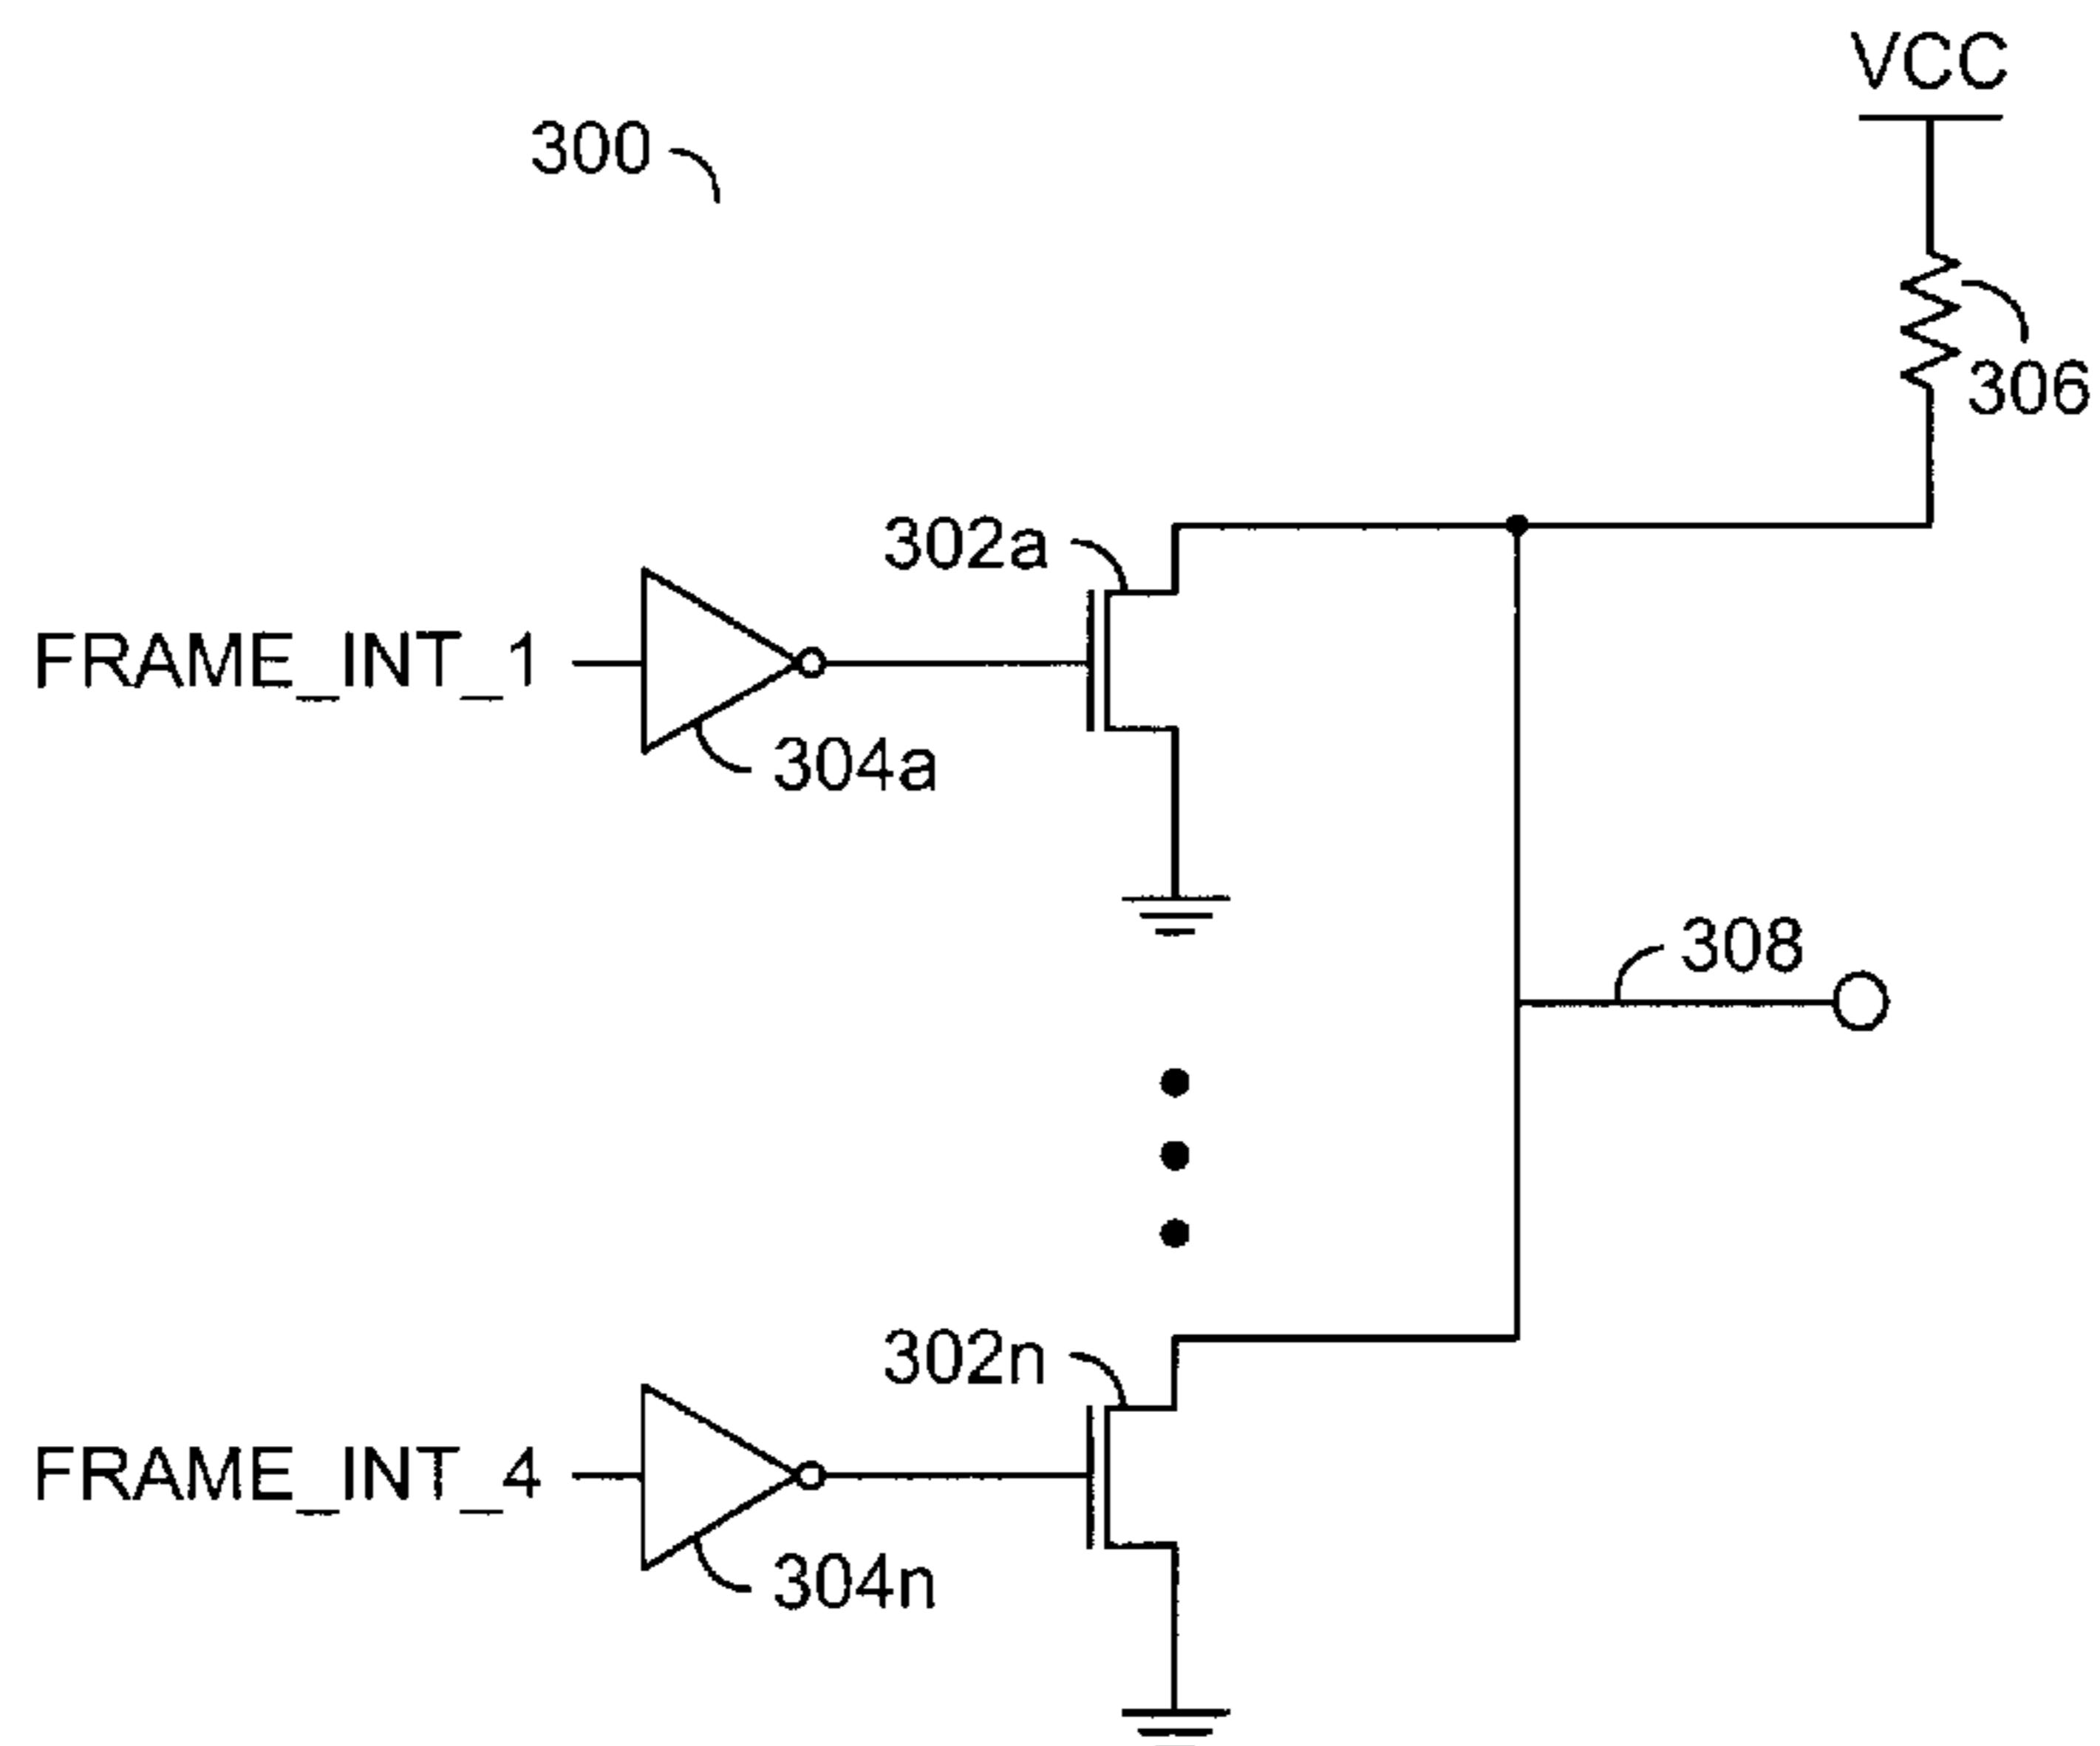 VCC
300
306
302a
FRAME_INT_1
304a
308
302n
FRAME_INT_4
304n